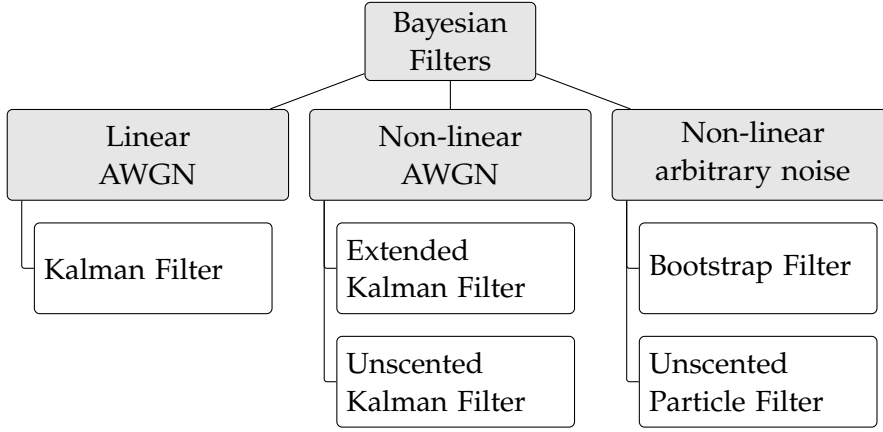 Bayesian
Filters
Linear
AWGN
Non-linear
AWGN
Non-linear
arbitrary noise
Kalman Filter
Extended
Kalman Filter
Bootstrap Filter
Unscented
Kalman Filter
Unscented
Particle Filter